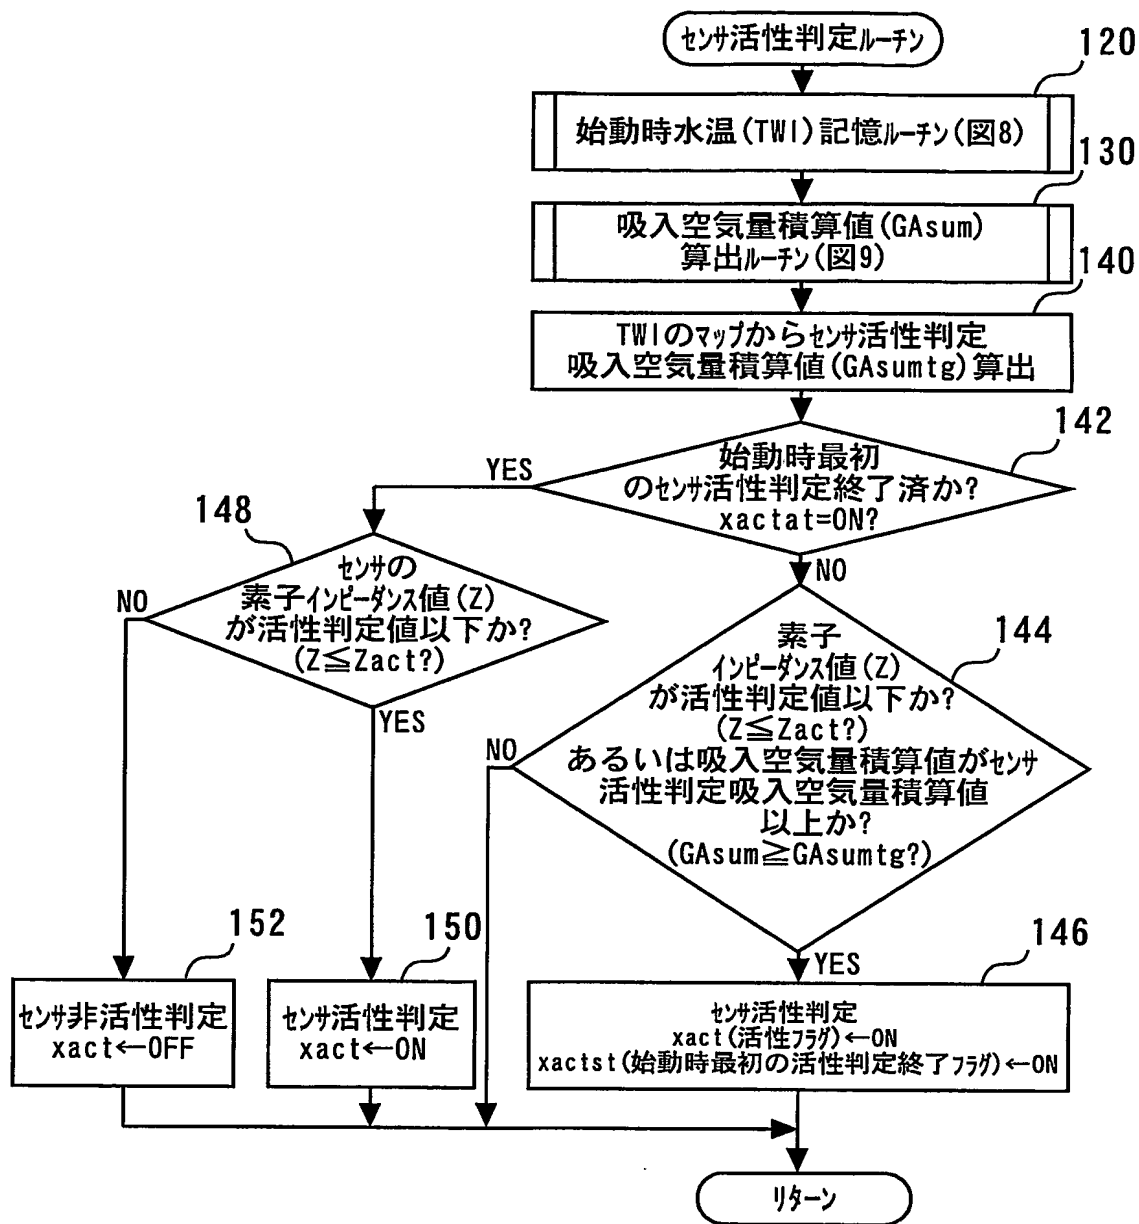 センサ活性判定ルーチン
120
始動時水温(TWI)記憶ルーチン(図8)
130
吸入空気量積算値(GAsum)
算出ルーチン(図9)
140
TWIのマップからセンサ活性判定
吸入空気量積算値(GAsumtg)算出
142
始動時最初
のセンサ活性判定終了済か?
xactat=ON?
YES
NO
148
センサの
素子インピーダンス値(Z)
が活性判定値以下か?
(Z≦Zact?)
NO
YES
144
素子
インピーダンス値(Z)
が活性判定値以下か?
(Z≦Zact?)
あるいは吸入空気量積算値がセンサ
活性判定吸入空気量積算値
以上か?
(GAsum≧GAsumtg?)
NO
YES
152
センサ非活性判定
xact←OFF
150
センサ活性判定
xact←ON
146
センサ活性判定
xact(活性フラグ)←ON
xactst(始動時最初の活性判定終了フラグ)←ON
リターン